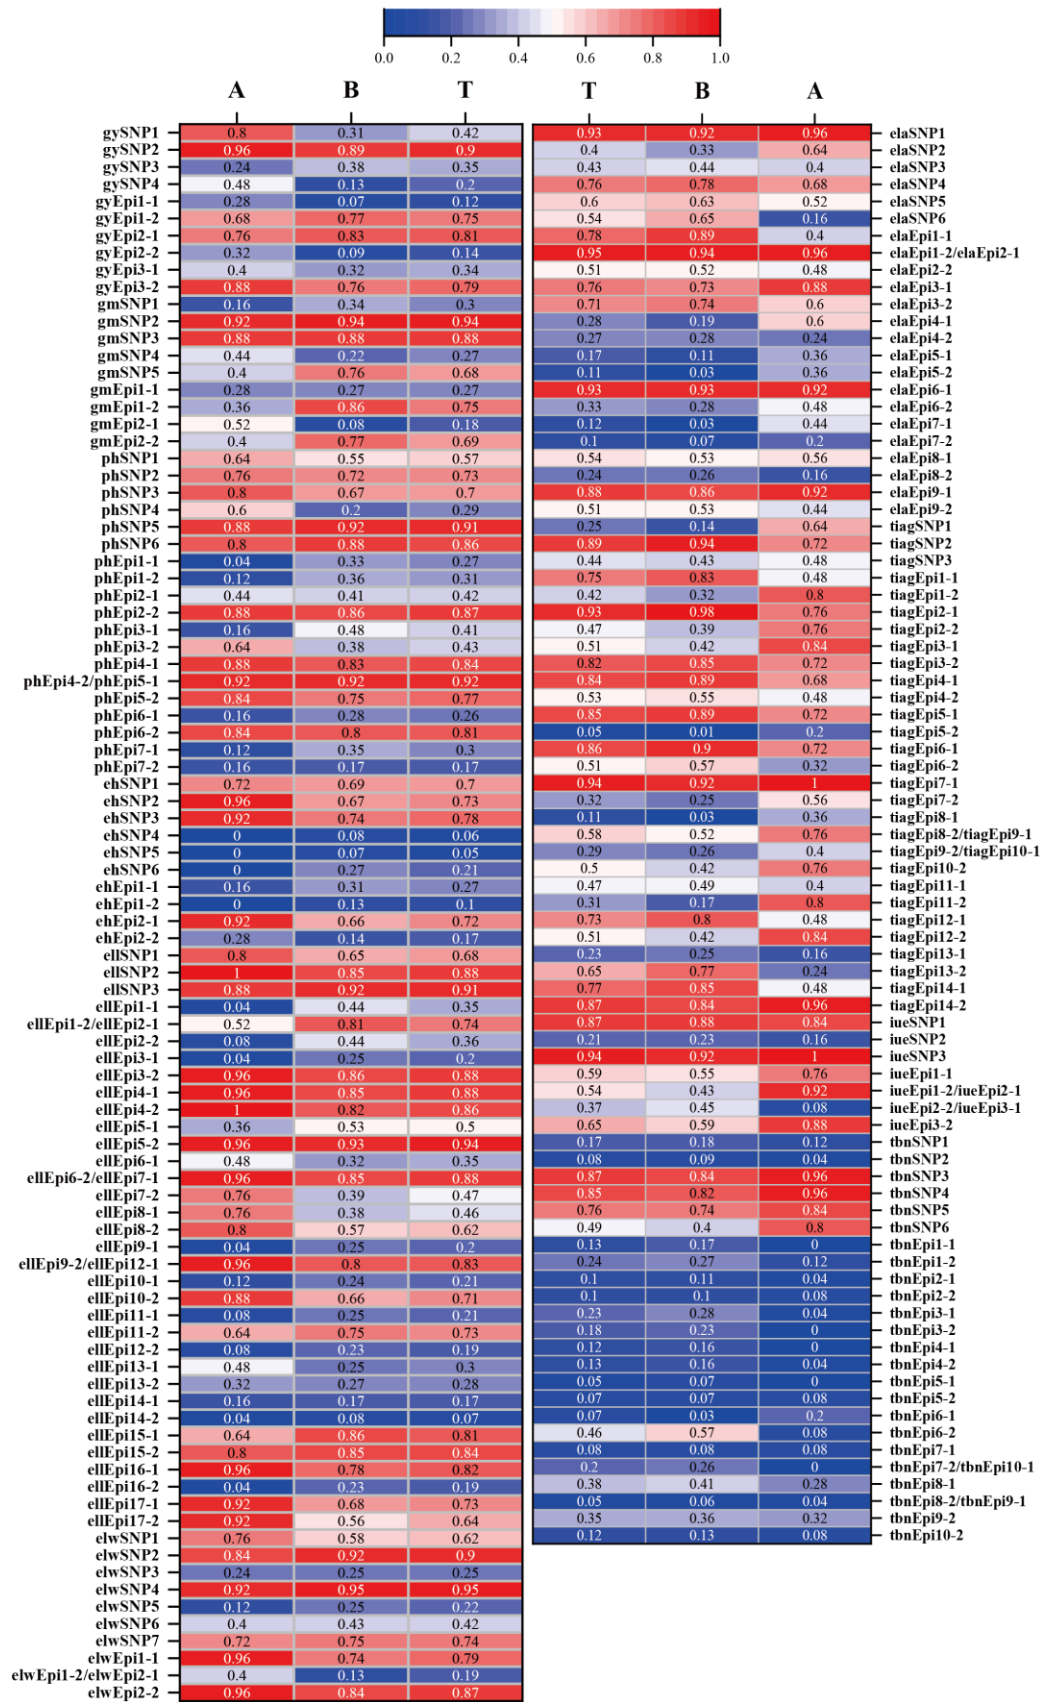 0.0 0.2 0.4 0.6 0.8 1.0
A B T T B A
gySNP1 0.8 0.31 0.42 0.93 0.92 0.96 elaSNP1
gySNP2 0.96 0.89 0.9 0.4 0.33 0.64 elaSNP2
gySNP3 0.24 0.38 0.35 0.43 0.44 0.4 elaSNP3
gySNP4 0.48 0.13 0.2 0.76 0.78 0.68 elaSNP4
gyEpi1-1 0.28 0.07 0.12 0.6 0.63 0.52 elaSNP5
gyEpi1-2 0.68 0.77 0.75 0.54 0.65 0.16 elaSNP6
gyEpi2-1 0.76 0.83 0.81 0.78 0.89 0.4 elaEpi1-1
gyEpi2-2 0.32 0.09 0.14 0.95 0.94 0.96 elaEpi1-2/elaEpi2-1
gyEpi3-1 0.4 0.32 0.34 0.51 0.52 0.48 elaEpi2-2
gyEpi3-2 0.88 0.76 0.79 0.76 0.73 0.88 elaEpi3-1
gmSNP1 0.16 0.34 0.3 0.71 0.74 0.6 elaEpi3-2
gmSNP2 0.92 0.94 0.94 0.28 0.19 0.6 elaEpi4-1
gmSNP3 0.88 0.88 0.88 0.27 0.28 0.24 elaEpi4-2
gmSNP4 0.44 0.22 0.27 0.17 0.11 0.36 elaEpi5-1
gmSNP5 0.4 0.76 0.68 0.11 0.03 0.36 elaEpi5-2
gmEpi1-1 0.28 0.27 0.27 0.93 0.93 0.92 elaEpi6-1
gmEpi1-2 0.36 0.86 0.75 0.33 0.28 0.48 elaEpi6-2
gmEpi2-1 0.52 0.08 0.18 0.12 0.03 0.44 elaEpi7-1
gmEpi2-2 0.4 0.77 0.69 0.1 0.07 0.2 elaEpi7-2
phSNP1 0.64 0.55 0.57 0.54 0.53 0.56 elaEpi8-1
phSNP2 0.76 0.72 0.73 0.24 0.26 0.16 elaEpi8-2
phSNP3 0.8 0.67 0.7 0.88 0.86 0.92 elaEpi9-1
phSNP4 0.6 0.2 0.29 0.51 0.53 0.44 elaEpi9-2
phSNP5 0.88 0.92 0.91 0.25 0.14 0.64 tiagSNP1
phSNP6 0.8 0.88 0.86 0.89 0.94 0.72 tiagSNP2
phEpi1-1 0.04 0.33 0.27 0.44 0.43 0.48 tiagSNP3
phEpi1-2 0.12 0.36 0.31 0.75 0.83 0.48 tiagEpi1-1
phEpi2-1 0.44 0.41 0.42 0.42 0.32 0.8 tiagEpi1-2
phEpi2-2 0.88 0.86 0.87 0.93 0.98 0.76 tiagEpi2-1
phEpi3-1 0.16 0.48 0.41 0.47 0.39 0.76 tiagEpi2-2
phEpi3-2 0.64 0.38 0.43 0.51 0.42 0.84 tiagEpi3-1
phEpi4-1 0.88 0.83 0.84 0.82 0.85 0.72 tiagEpi3-2
phEpi4-2/phEpi5-1 0.92 0.92 0.92 0.84 0.89 0.68 tiagEpi4-1
phEpi5-2 0.84 0.75 0.77 0.53 0.55 0.48 tiagEpi4-2
phEpi6-1 0.16 0.28 0.26 0.85 0.89 0.72 tiagEpi5-1
phEpi6-2 0.84 0.8 0.81 0.05 0.01 0.2 tiagEpi5-2
phEpi7-1 0.12 0.35 0.3 0.86 0.9 0.72 tiagEpi6-1
phEpi7-2 0.16 0.17 0.17 0.51 0.57 0.32 tiagEpi6-2
ehSNP1 0.72 0.69 0.7 0.94 0.92 1 tiagEpi7-1
ehSNP2 0.96 0.67 0.73 0.32 0.25 0.56 tiagEpi7-2
ehSNP3 0.92 0.74 0.78 0.11 0.03 0.36 tiagEpi8-1
ehSNP4 0 0.08 0.06 0.58 0.52 0.76 tiagEpi8-2/tiagEpi9-1
ehSNP5 0 0.07 0.05 0.29 0.26 0.4 tiagEpi9-2/tiagEpi10-1
ehSNP6 0 0.27 0.21 0.5 0.42 0.76 tiagEpi10-2
ehEpi1-1 0.16 0.31 0.27 0.47 0.49 0.4 tiagEpi11-1
ehEpi1-2 0 0.13 0.1 0.31 0.17 0.8 tiagEpi11-2
ehEpi2-1 0.92 0.66 0.72 0.73 0.8 0.48 tiagEpi12-1
ehEpi2-2 0.28 0.14 0.17 0.51 0.42 0.84 tiagEpi12-2
ellSNP1 0.8 0.65 0.68 0.23 0.25 0.16 tiagEpi13-1
ellSNP2 1 0.85 0.88 0.65 0.77 0.24 tiagEpi13-2
ellSNP3 0.88 0.92 0.91 0.77 0.85 0.48 tiagEpi14-1
ellEpi1-1 0.04 0.44 0.35 0.87 0.84 0.96 tiagEpi14-2
ellEpi1-2/ellEpi2-1 0.52 0.81 0.74 0.87 0.88 0.84 iueSNP1
ellEpi2-2 0.08 0.44 0.36 0.21 0.23 0.16 iueSNP2
ellEpi3-1 0.04 0.25 0.2 0.94 0.92 1 iueSNP3
ellEpi3-2 0.96 0.86 0.88 0.59 0.55 0.76 iueEpi1-1
ellEpi4-1 0.96 0.85 0.88 0.54 0.43 0.92 iueEpi1-2/iueEpi2-1
ellEpi4-2 1 0.82 0.86 0.37 0.45 0.08 iueEpi2-2/iueEpi3-1
ellEpi5-1 0.36 0.53 0.5 0.65 0.59 0.88 iueEpi3-2
ellEpi5-2 0.96 0.93 0.94 0.17 0.18 0.12 tbnSNP1
ellEpi6-1 0.48 0.32 0.35 0.08 0.09 0.04 tbnSNP2
ellEpi6-2/ellEpi7-1 0.96 0.85 0.88 0.87 0.84 0.96 tbnSNP3
ellEpi7-2 0.76 0.39 0.47 0.85 0.82 0.96 tbnSNP4
ellEpi8-1 0.76 0.38 0.46 0.76 0.74 0.84 tbnSNP5
ellEpi8-2 0.8 0.57 0.62 0.49 0.4 0.8 tbnSNP6
ellEpi9-1 0.04 0.25 0.2 0.13 0.17 0 tbnEpi1-1
ellEpi9-2/ellEpi12-1 0.96 0.8 0.83 0.24 0.27 0.12 tbnEpi1-2
ellEpi10-1 0.12 0.24 0.21 0.1 0.11 0.04 tbnEpi2-1
ellEpi10-2 0.88 0.66 0.71 0.1 0.1 0.08 tbnEpi2-2
ellEpi11-1 0.08 0.25 0.21 0.23 0.28 0.04 tbnEpi3-1
ellEpi11-2 0.64 0.75 0.73 0.18 0.23 0 tbnEpi3-2
ellEpi12-2 0.08 0.23 0.19 0.12 0.16 0 tbnEpi4-1
ellEpi13-1 0.48 0.25 0.3 0.13 0.16 0.04 tbnEpi4-2
ellEpi13-2 0.32 0.27 0.28 0.05 0.07 0 tbnEpi5-1
ellEpi14-1 0.16 0.17 0.17 0.07 0.07 0.08 tbnEpi5-2
ellEpi14-2 0.04 0.08 0.07 0.07 0.03 0.2 tbnEpi6-1
ellEpi15-1 0.64 0.86 0.81 0.46 0.57 0.08 tbnEpi6-2
ellEpi15-2 0.8 0.85 0.84 0.08 0.08 0.08 tbnEpi7-1
ellEpi16-1 0.96 0.78 0.82 0.2 0.26 0 tbnEpi7-2/tbnEpi10-1
ellEpi16-2 0.04 0.23 0.19 0.38 0.41 0.28 tbnEpi8-1
ellEpi17-1 0.92 0.68 0.73 0.05 0.06 0.04 tbnEpi8-2/tbnEpi9-1
ellEpi17-2 0.92 0.56 0.64 0.35 0.36 0.32 tbnEpi9-2
elwSNP1 0.76 0.58 0.62 0.12 0.13 0.08 tbnEpi10-2
elwSNP2 0.84 0.92 0.9
elwSNP3 0.24 0.25 0.25
elwSNP4 0.92 0.95 0.95
elwSNP5 0.12 0.25 0.22
elwSNP6 0.4 0.43 0.42
elwSNP7 0.72 0.75 0.74
elwEpi1-1 0.96 0.74 0.79
elwEpi1-2/elwEpi2-1 0.4 0.13 0.19
elwEpi2-2 0.96 0.84 0.87